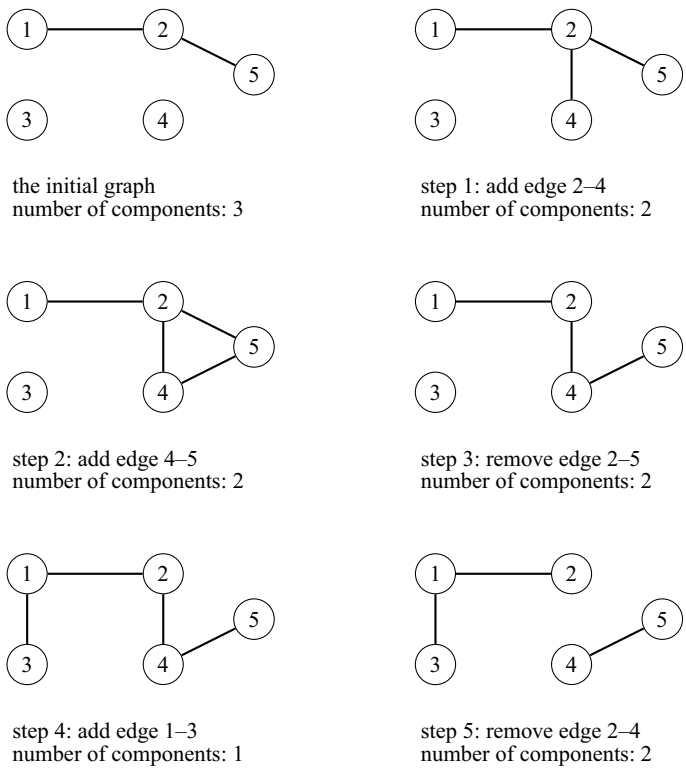 1 2
5
3 4
the initial graph
number of components: 3
1 2
5
3 4
step 1: add edge 2–4
number of components: 2
1 2
5
3 4
step 2: add edge 4–5
number of components: 2
1 2
5
3 4
step 3: remove edge 2–5
number of components: 2
1 2
5
3 4
step 4: add edge 1–3
number of components: 1
1 2
5
3 4
step 5: remove edge 2–4
number of components: 2